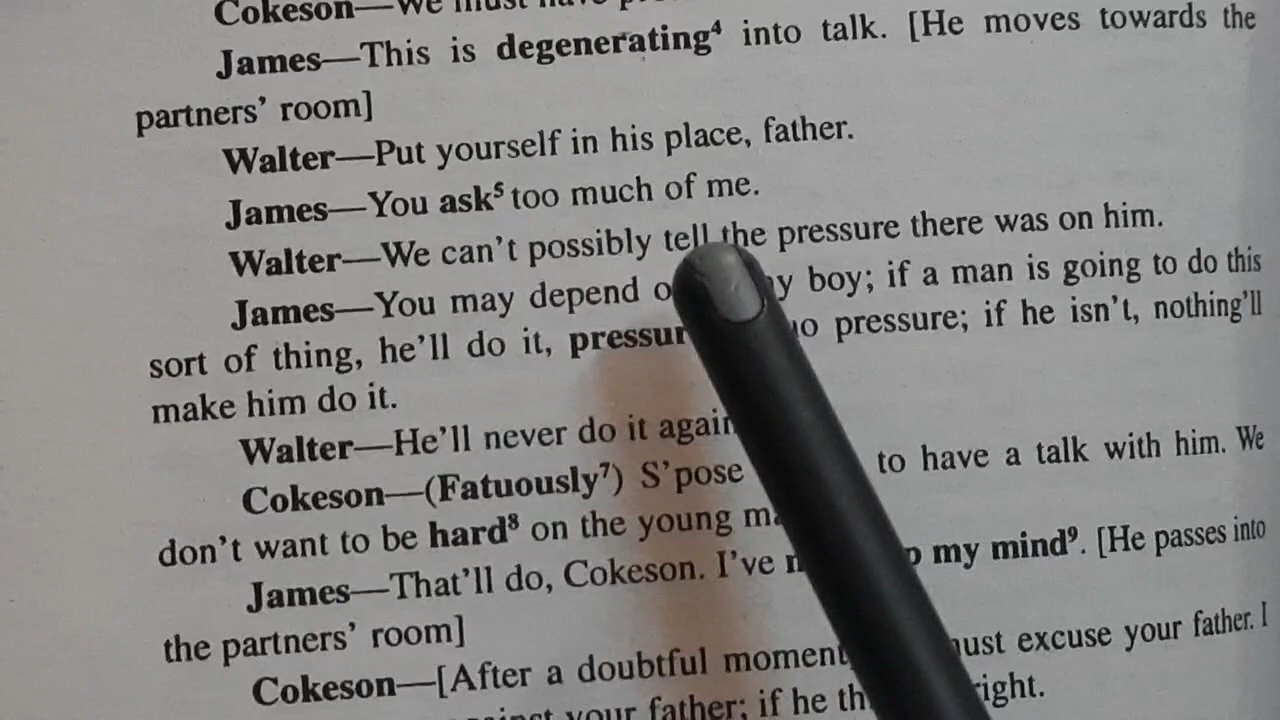 Cokeson—We must have
James—This is degenerating⁴ into talk. [He moves towards the
partners' room]
Walter—Put yourself in his place, father.
James—You ask⁵ too much of me.
Walter—We can't possibly tell the pressure there was on him.
James—You may depend boy; if a man is going to do this
sort of thing, he'll do it, pressure; if he isn't, nothing'll
make him do it.
Walter—He'll never do it again
Cokeson—(Fatuously⁷) S'pose to have a talk with him. We
don't want to be hard⁸ on the young
James—That'll do, Cokeson. I've my mind⁹. [He passes into
the partners' room]
Cokeson—[After a doubtful moment must excuse your father. I
your father; if he right.